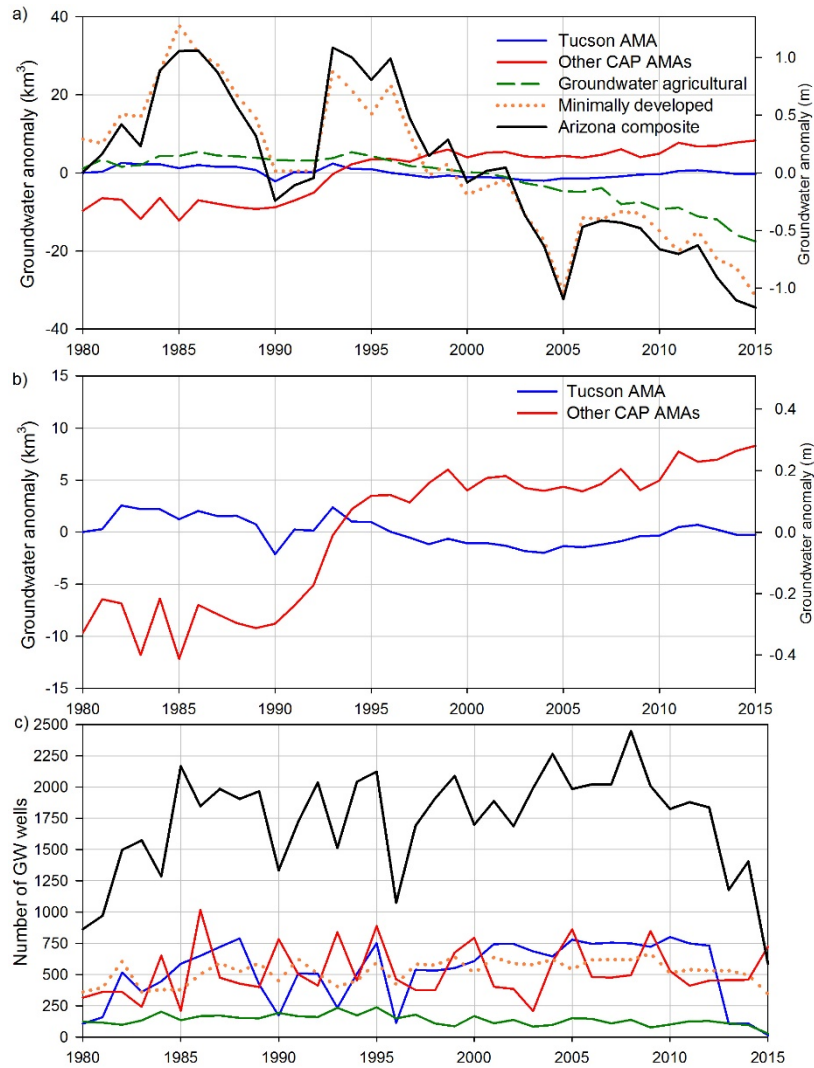 a)
Groundwater anomaly (km³)
40
20
0
-20
-40
Tucson AMA
Other CAP AMAs
Groundwater agricultural
Minimally developed
Arizona composite
1.0
0.5
0.0
-0.5
-1.0
Groundwater anomaly (m)
1980 1985 1990 1995 2000 2005 2010 2015
b)
Groundwater anomaly (km³)
15
10
5
0
-5
-10
-15
Tucson AMA
Other CAP AMAs
0.4
0.2
0.0
-0.2
-0.4
Groundwater anomaly (m)
1980 1985 1990 1995 2000 2005 2010 2015
c)
Number of GW wells
2500
2250
2000
1750
1500
1250
1000
750
500
250
0
1980 1985 1990 1995 2000 2005 2010 2015